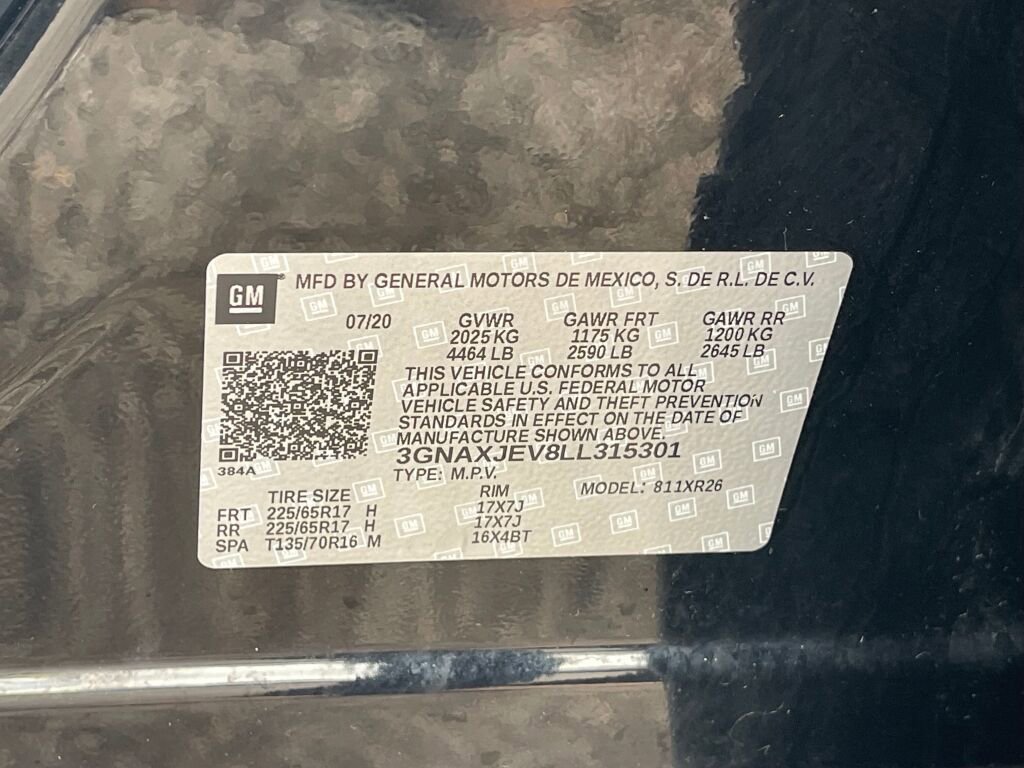 GM
MFD BY GENERAL MOTORS DE MEXICO, S. DE R.L. DE C.V.
07/20 GVWR GAWR FRT GAWR RR
2025 KG 1175 KG 1200 KG
4464 LB 2590 LB 2645 LB
THIS VEHICLE CONFORMS TO ALL
APPLICABLE U.S. FEDERAL MOTOR
VEHICLE SAFETY AND THEFT PREVENTION
STANDARDS IN EFFECT ON THE DATE OF
MANUFACTURE SHOWN ABOVE.
3GNAXJEV8LL315301
384A
TYPE: M.P.V. MODEL: 811XR26
TIRE SIZE RIM
FRT 225/65R17 H 17X7J
RR 225/65R17 H 17X7J
SPA T135/70R16 M 16X4BT